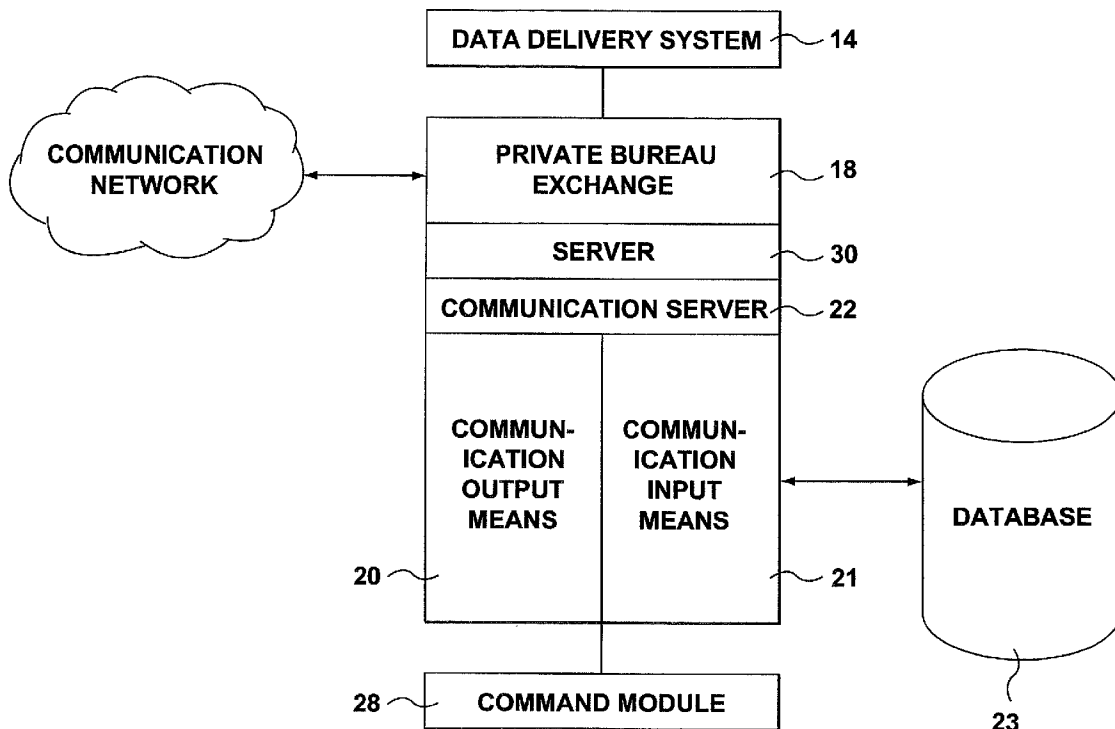 DATA DELIVERY SYSTEM
14
COMMUNICATION
NETWORK
PRIVATE BUREAU
EXCHANGE
18
SERVER
30
COMMUNICATION SERVER
22
COMMUN-
ICATION
OUTPUT
MEANS
COMMUN-
ICATION
INPUT
MEANS
DATABASE
20
21
28
COMMAND MODULE
23